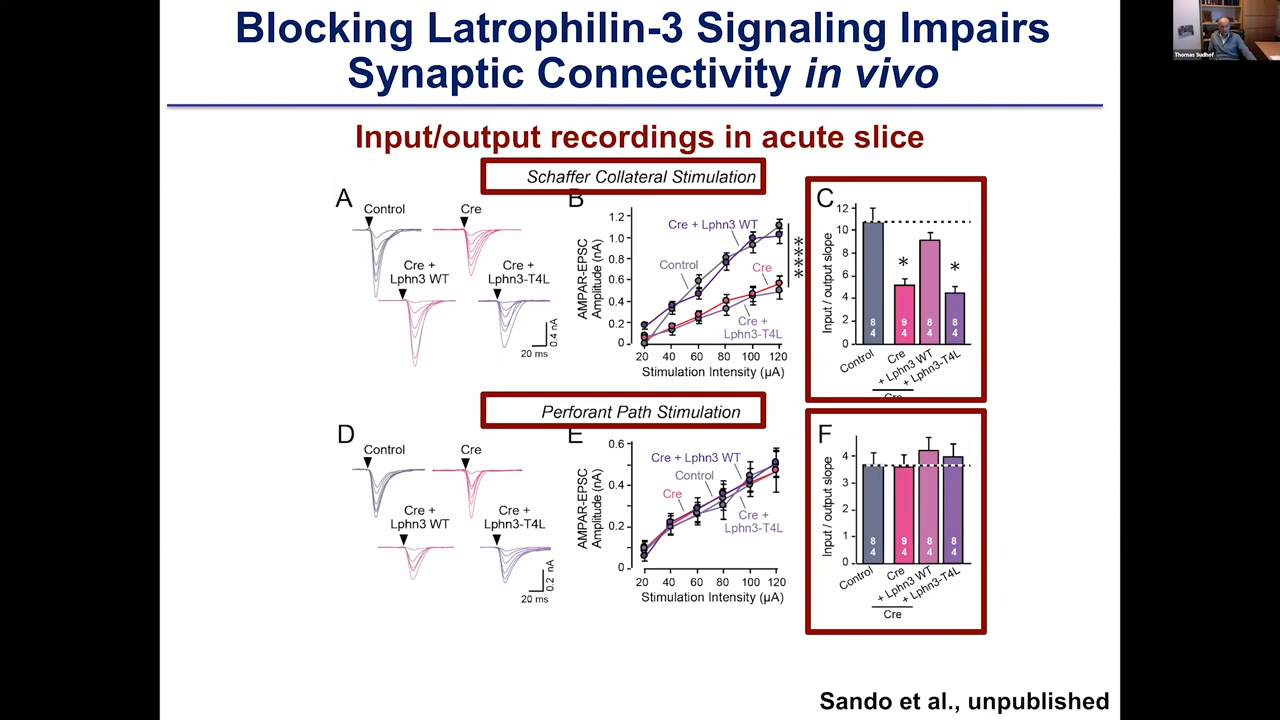 Blocking Latrophilin-3 Signaling Impairs
Synaptic Connectivity in vivo
Thomas Sudhof
Input/output recordings in acute slice
Schaffer Collateral Stimulation
A
Control
Cre
Cre +
Lphn3 WT
Cre +
Lphn3-T4L
0.4 nA
20 ms
B
AMPAR-EPSC
Amplitude (nA)
1.2
1.0
0.8
0.6
0.4
0.2
0
Cre + Lphn3 WT
Control
Cre
Cre +
Lphn3-T4L
****
20 40 60 80 100 120
Stimulation Intensity (µA)
C
Input / output slope
12
10
8
6
4
2
0
* *
8 9 8 8
4 4 4 4
Control
Cre
+ Lphn3 WT
+ Lphn3-T4L
Cre
Perforant Path Stimulation
D
Control
Cre
Cre +
Lphn3 WT
Cre +
Lphn3-T4L
0.2 nA
20 ms
E
AMPAR-EPSC
Amplitude (nA)
0.6
0.4
0.2
0
Cre + Lphn3 WT
Control
Cre
Cre +
Lphn3-T4L
20 40 60 80 100 120
Stimulation Intensity (µA)
F
Input / output slope
4
3
2
1
0
8 9 8 8
4 4 4 4
Control
Cre
+ Lphn3 WT
+ Lphn3-T4L
Cre
Sando et al., unpublished